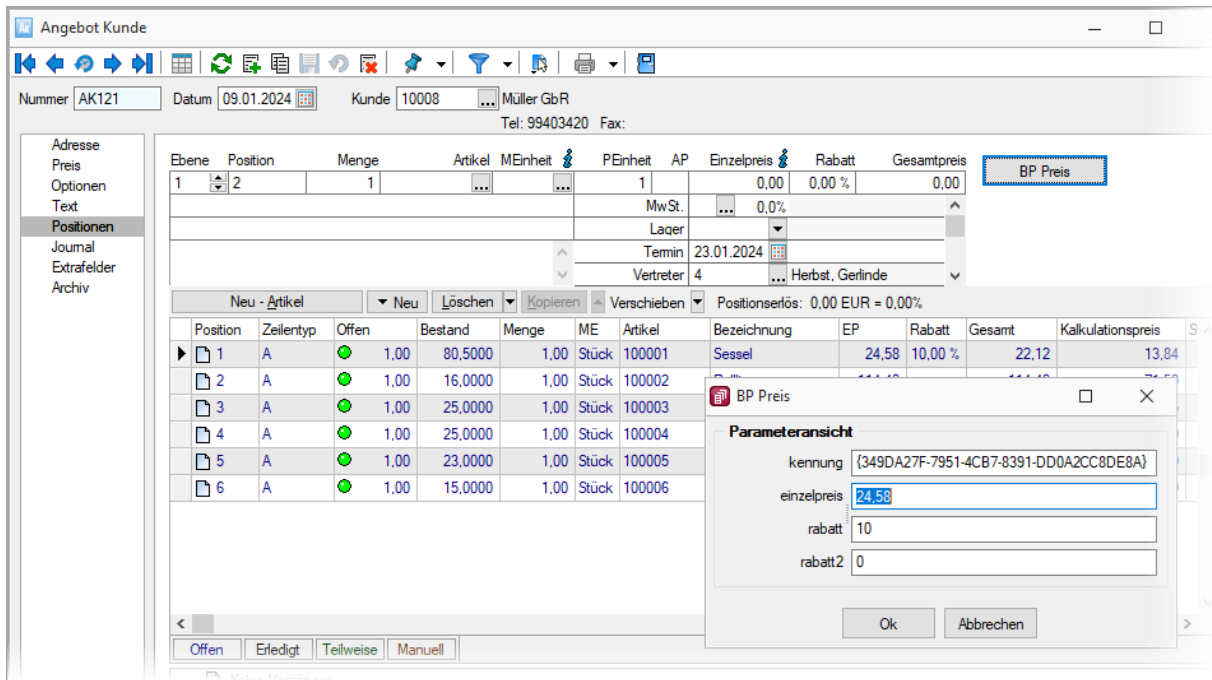 Angebot Kunde
Nummer AK121 Datum 09.01.2024 Kunde 10008 ... Müller GbR
Tel: 99403420 Fax:
Adresse
Preis
Optionen
Text
Positionen
Journal
Extrafelder
Archiv
Ebene Position Menge Artikel MEinheit PEinheit AP Einzelpreis Rabatt Gesamtpreis
1 2 1 ... ... 1 0,00 0,00 % 0,00
BP Preis
MwSt. ... 0,0%
Lager
Termin 23.01.2024
Vertreter 4 ... Herbst, Gerlinde
Neu - Artikel Neu Löschen Kopieren Verschieben Positionserlös: 0,00 EUR = 0,00%
Position Zeilentyp Offen Bestand Menge ME Artikel Bezeichnung EP Rabatt Gesamt Kalkulationspreis
1 A 1,00 80,5000 1,00 Stück 100001 Sessel 24,58 10,00 % 22,12 13,84
2 A 1,00 16,0000 1,00 Stück 100002
3 A 1,00 25,0000 1,00 Stück 100003
4 A 1,00 25,0000 1,00 Stück 100004
5 A 1,00 23,0000 1,00 Stück 100005
6 A 1,00 15,0000 1,00 Stück 100006
BP Preis
Parameteransicht
kennung {349DA27F-7951-4CB7-8391-DD0A2CC8DE8A}
einzelpreis 24,58
rabatt 10
rabatt2 0
Ok Abbrechen
Offen Erledigt Teilweise Manuell